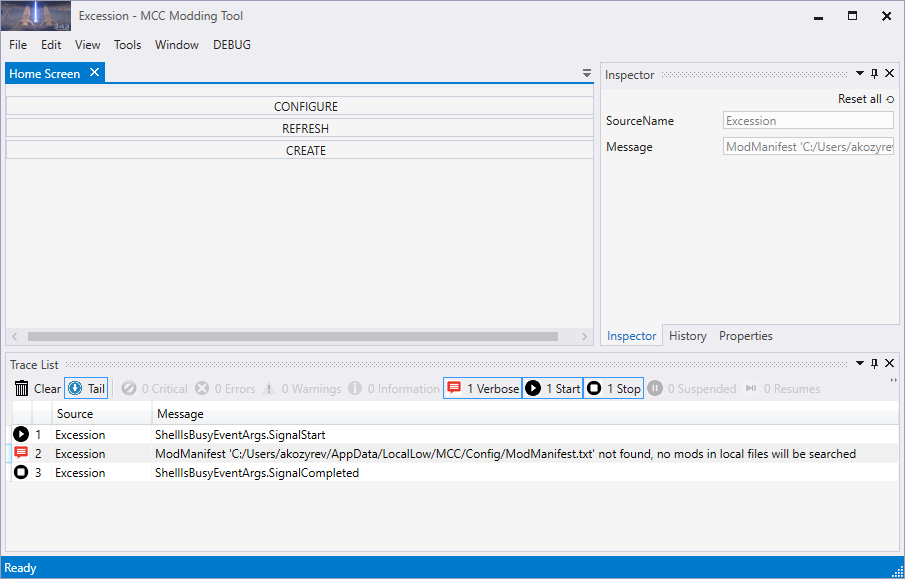 Excession - MCC Modding Tool
File Edit View Tools Window DEBUG
Home Screen
CONFIGURE
REFRESH
CREATE
Inspector
Reset all
SourceName Excession
Message ModManifest 'C:/Users/akozyrev
Inspector History Properties
Trace List
Clear Tail 0 Critical 0 Errors 0 Warnings 0 Information 1 Verbose 1 Start 1 Stop 0 Suspended 0 Resumes
Source Message
1 Excession ShellIsBusyEventArgs.SignalStart
2 Excession ModManifest 'C:/Users/akozyrev/AppData/LocalLow/MCC/Config/ModManifest.txt' not found, no mods in local files will be searched
3 Excession ShellIsBusyEventArgs.SignalCompleted
Ready